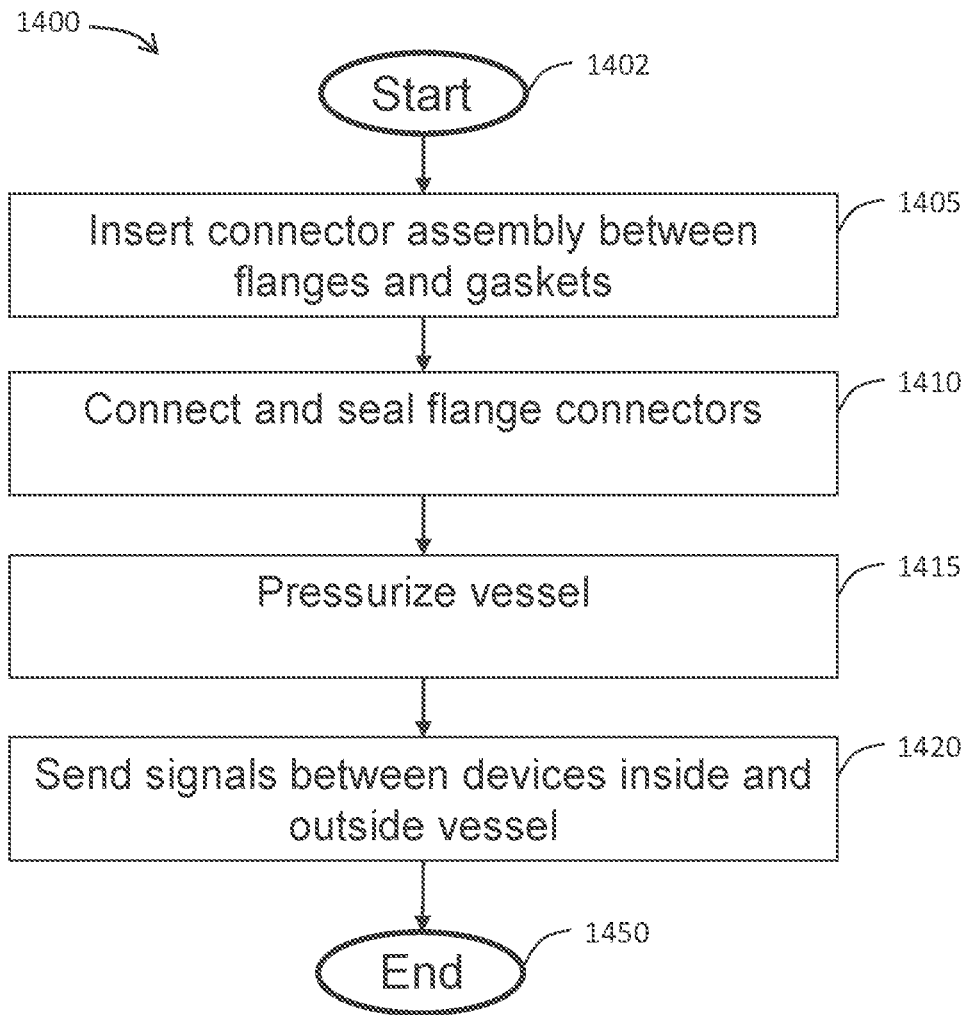 1400
Start
1402
Insert connector assembly between
flanges and gaskets
1405
Connect and seal flange connectors
1410
Pressurize vessel
1415
Send signals between devices inside and
outside vessel
1420
End
1450